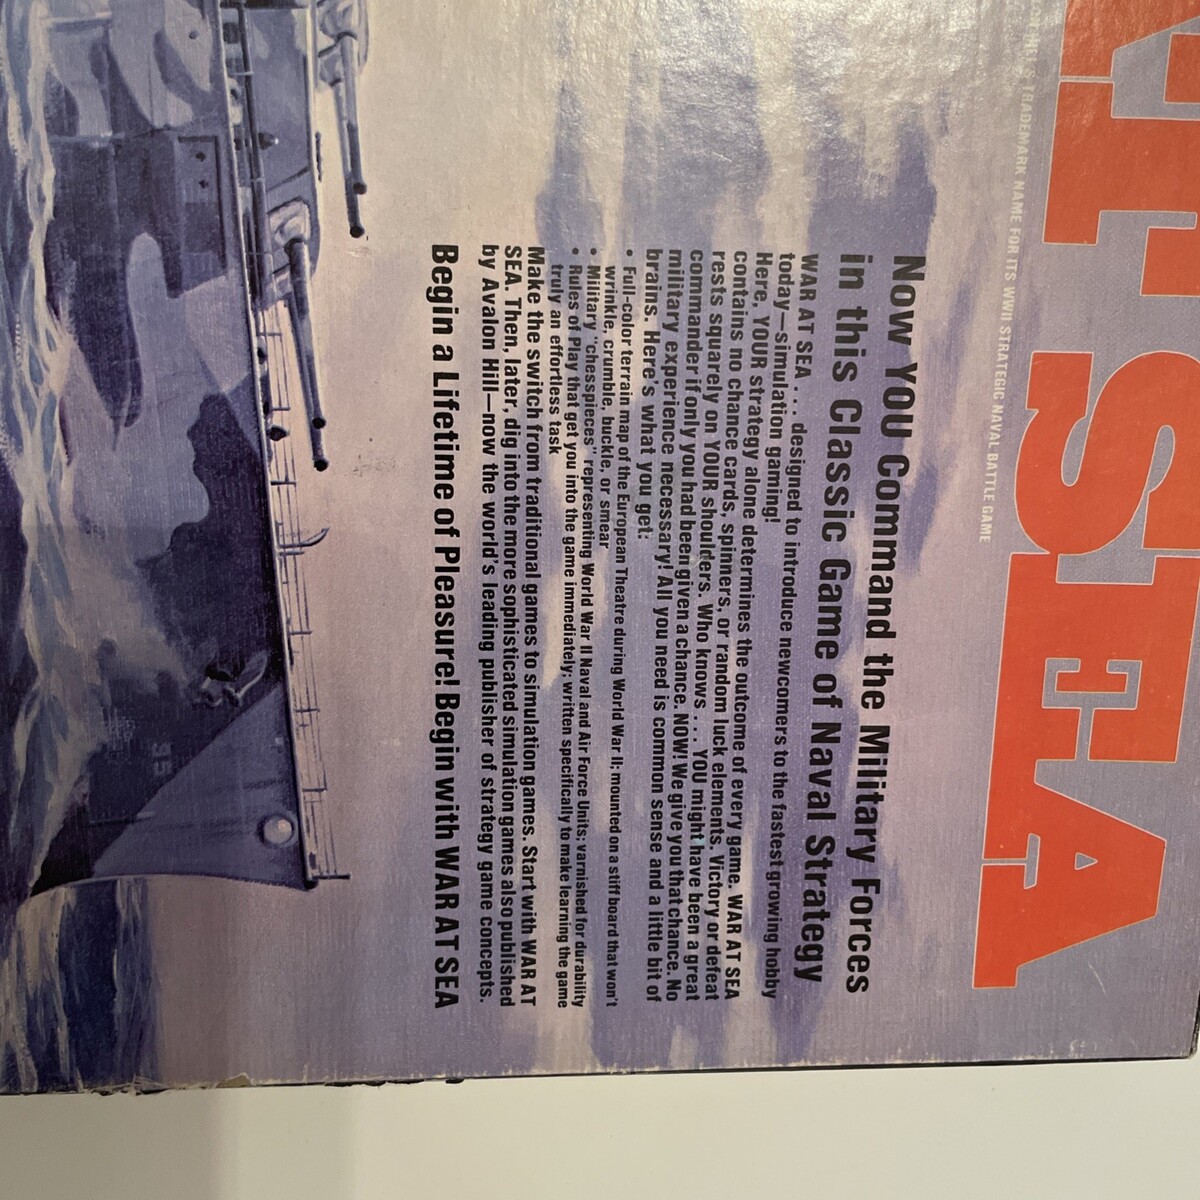 AT SEA
TRADEMARK NAME FOR ITS WWII STRATEGIC NAVAL BATTLE GAME
Now YOU Command the Military Forces
in this Classic Game of Naval Strategy
WAR AT SEA . . . designed to introduce newcomers to the fastest growing hobby
today—simulation gaming!
Here, YOUR strategy alone determines the outcome of every game. WAR AT SEA
contains no chance cards, spinners, or random luck elements. Victory or defeat
rests squarely on YOUR shoulders. Who knows . . . YOU might have been a great
commander if only you had been given a chance. NOW! We give you that chance. No
military experience necessary! All you need is common sense and a little bit of
brains. Here's what you get:
• Full-color terrain map of the European Theatre during World War II; mounted on a stiff board that won't
wrinkle, crumble, buckle, or smear
• Military "chesspieces" representing World War II Naval and Air Force Units; varnished for durability
• Rules of Play that get you into the game immediately; written specifically to make learning the game
truly an effortless task
Make the switch from traditional games to simulation games. Start with WAR AT
SEA. Then, later, dig into the more sophisticated simulation games also published
by Avalon Hill—now the world's leading publisher of strategy game concepts.
Begin a Lifetime of Pleasure! Begin with WAR AT SEA